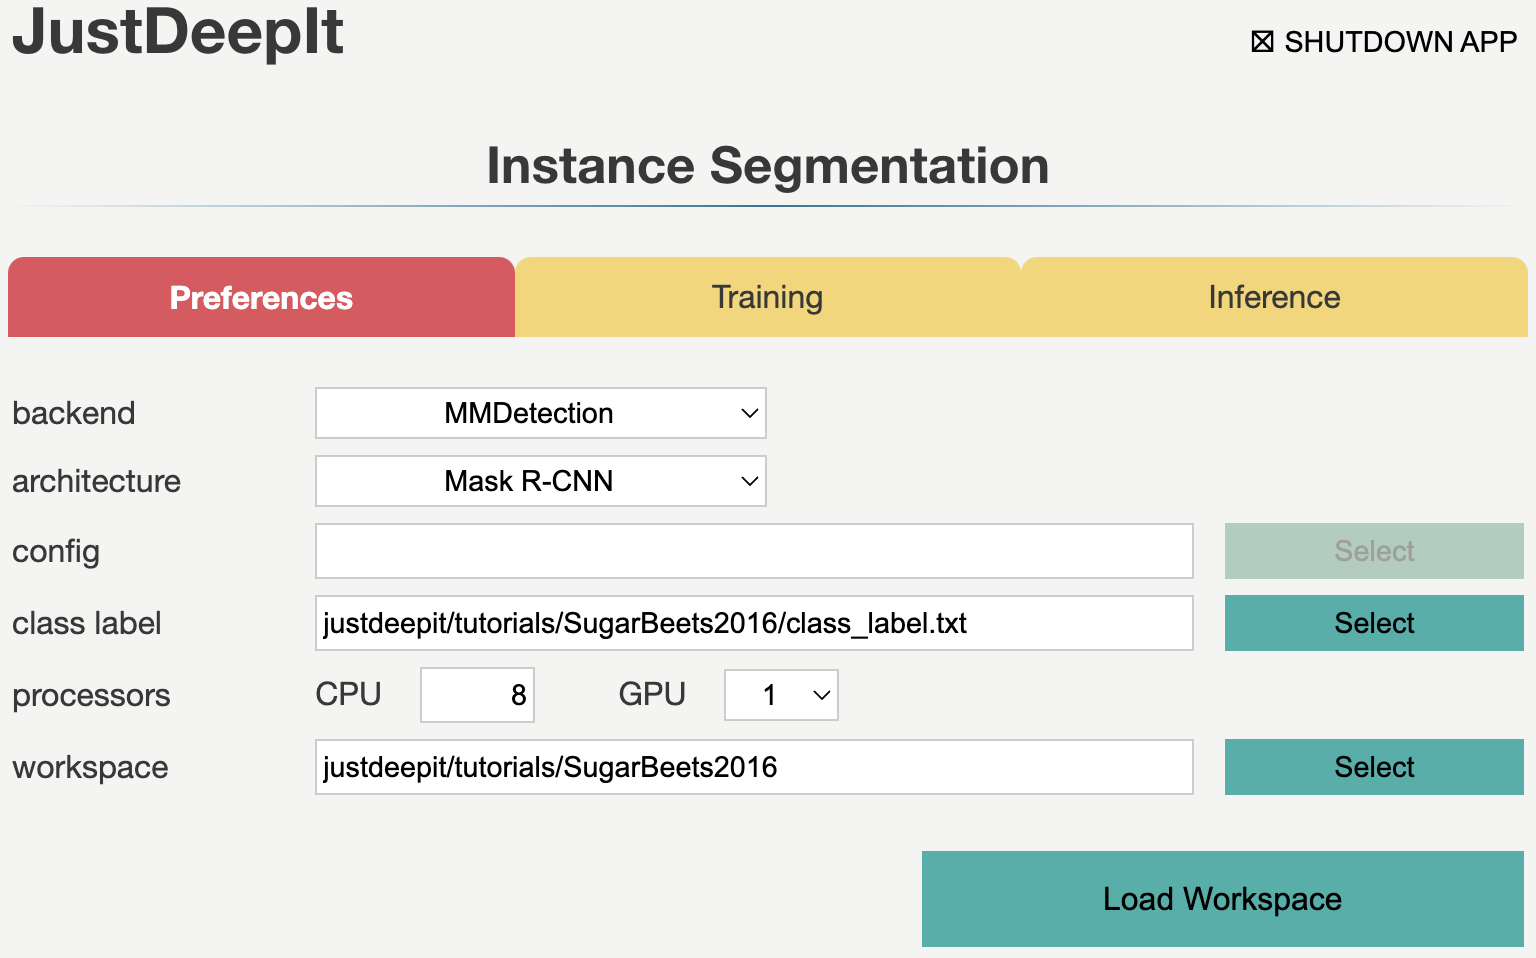 JustDeepIt
☒ SHUTDOWN APP
Instance Segmentation
Preferences
Training
Inference
backend
MMDetection
architecture
Mask R-CNN
config
Select
class label
justdeepit/tutorials/SugarBeets2016/class_label.txt
Select
processors
CPU
8
GPU
1
workspace
justdeepit/tutorials/SugarBeets2016
Select
Load Workspace